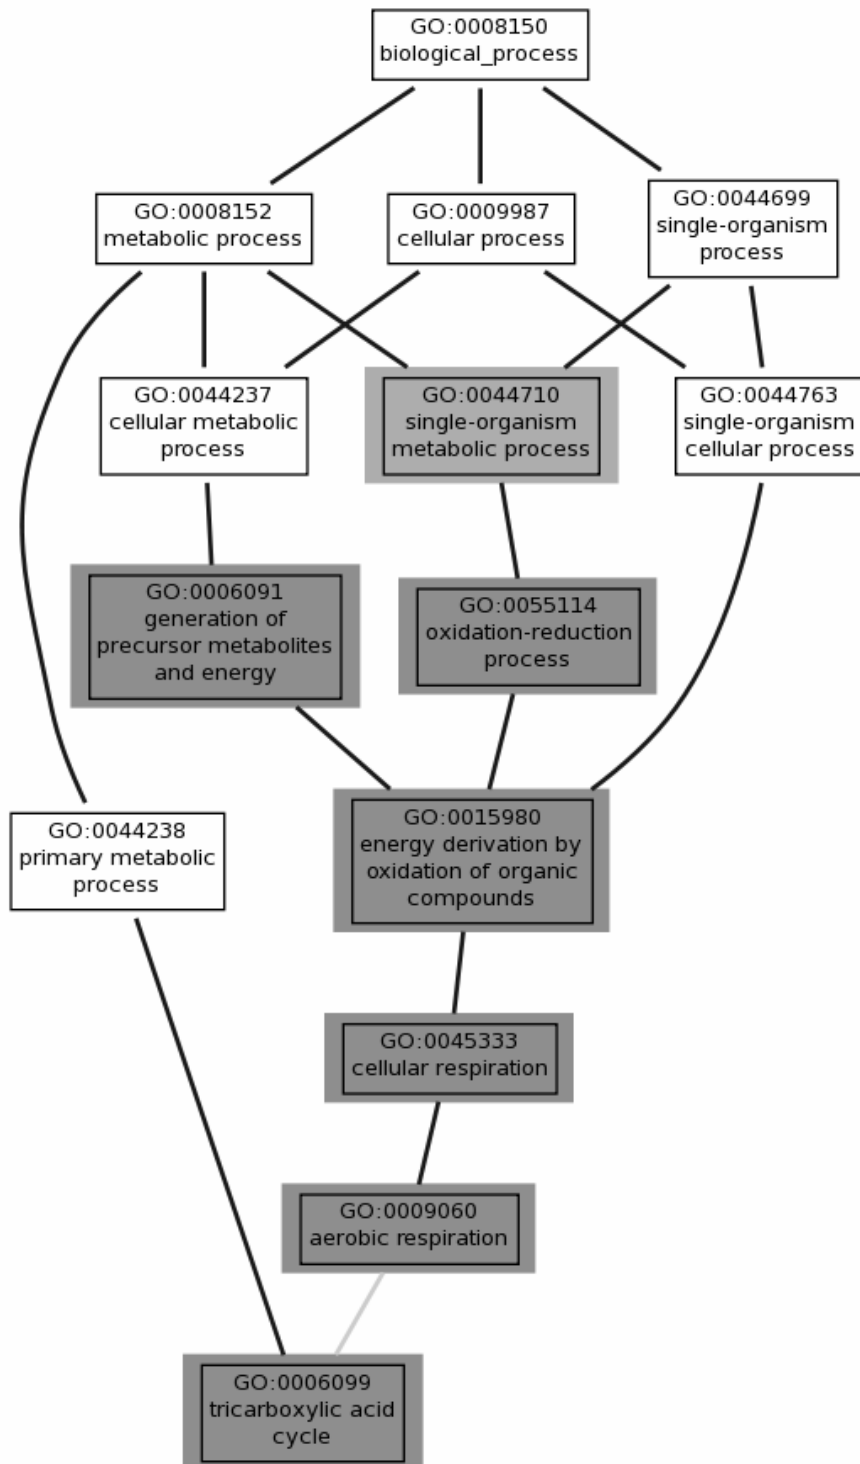 GO:0008150
biological_process
GO:0008152
metabolic process
GO:0009987
cellular process
GO:0044699
single-organism
process
GO:0044237
cellular metabolic
process
GO:0044710
single-organism
metabolic process
GO:0044763
single-organism
cellular process
GO:0006091
generation of
precursor metabolites
and energy
GO:0055114
oxidation-reduction
process
GO:0044238
primary metabolic
process
GO:0015980
energy derivation by
oxidation of organic
compounds
GO:0045333
cellular respiration
GO:0009060
aerobic respiration
GO:0006099
tricarboxylic acid
cycle